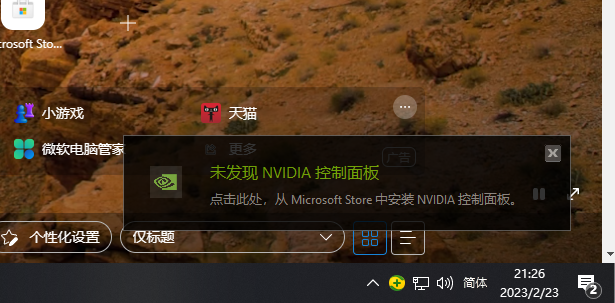 crosoft Sto...
小游戏
天猫
微软电脑管家
更多
广告
未发现 NVIDIA 控制面板
点击此处，从 Microsoft Store 中安装 NVIDIA 控制面板。
个性化设置
仅标题
简体
21:26
2023/2/23
2